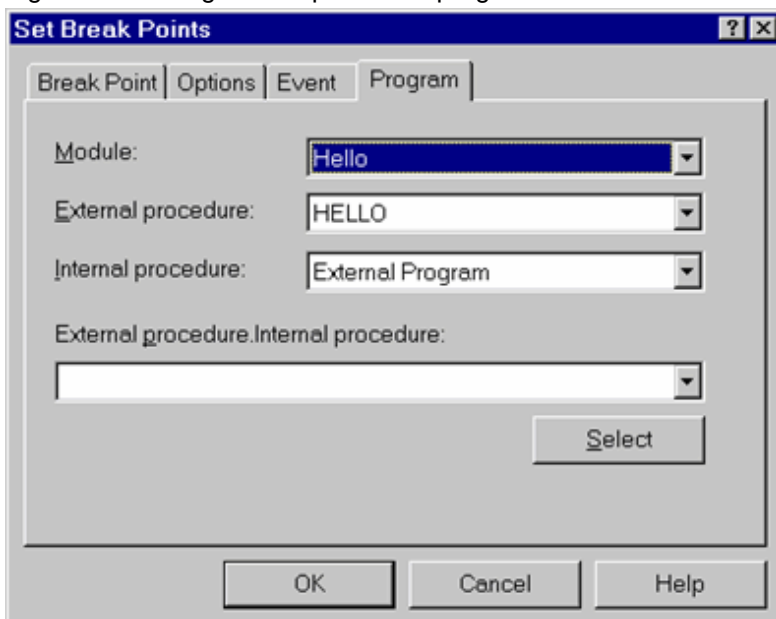 Set Break Points
Break Point Options Event Program
Module: Hello
External procedure: HELLO
Internal procedure: External Program
External procedure.Internal procedure:
Select
OK Cancel Help